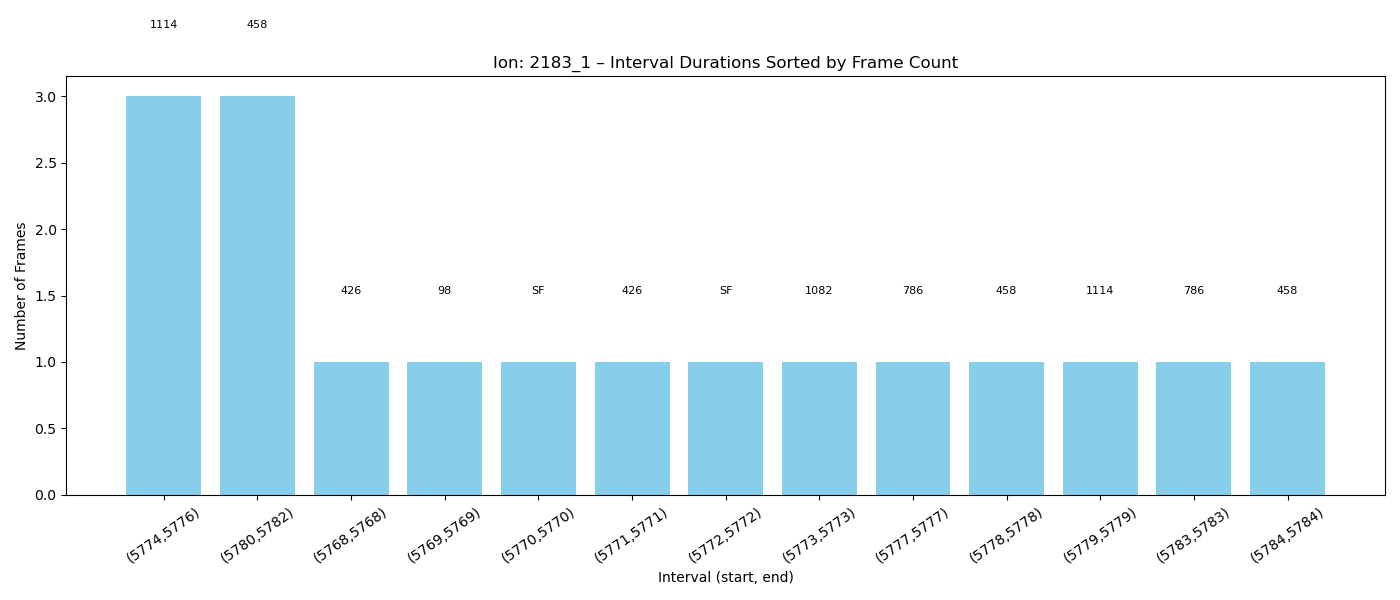 1114 458
Ion: 2183_1 – Interval Durations Sorted by Frame Count
3.0
2.5
2.0
1.5
1.0
0.5
0.0
Number of Frames
426 98 SF 426 SF 1082 786 458 1114 786 458
(5774,5776) (5780,5782) (5768,5768) (5769,5769) (5770,5770) (5771,5771) (5772,5772) (5773,5773) (5777,5777) (5778,5778) (5779,5779) (5783,5783) (5784,5784)
Interval (start, end)